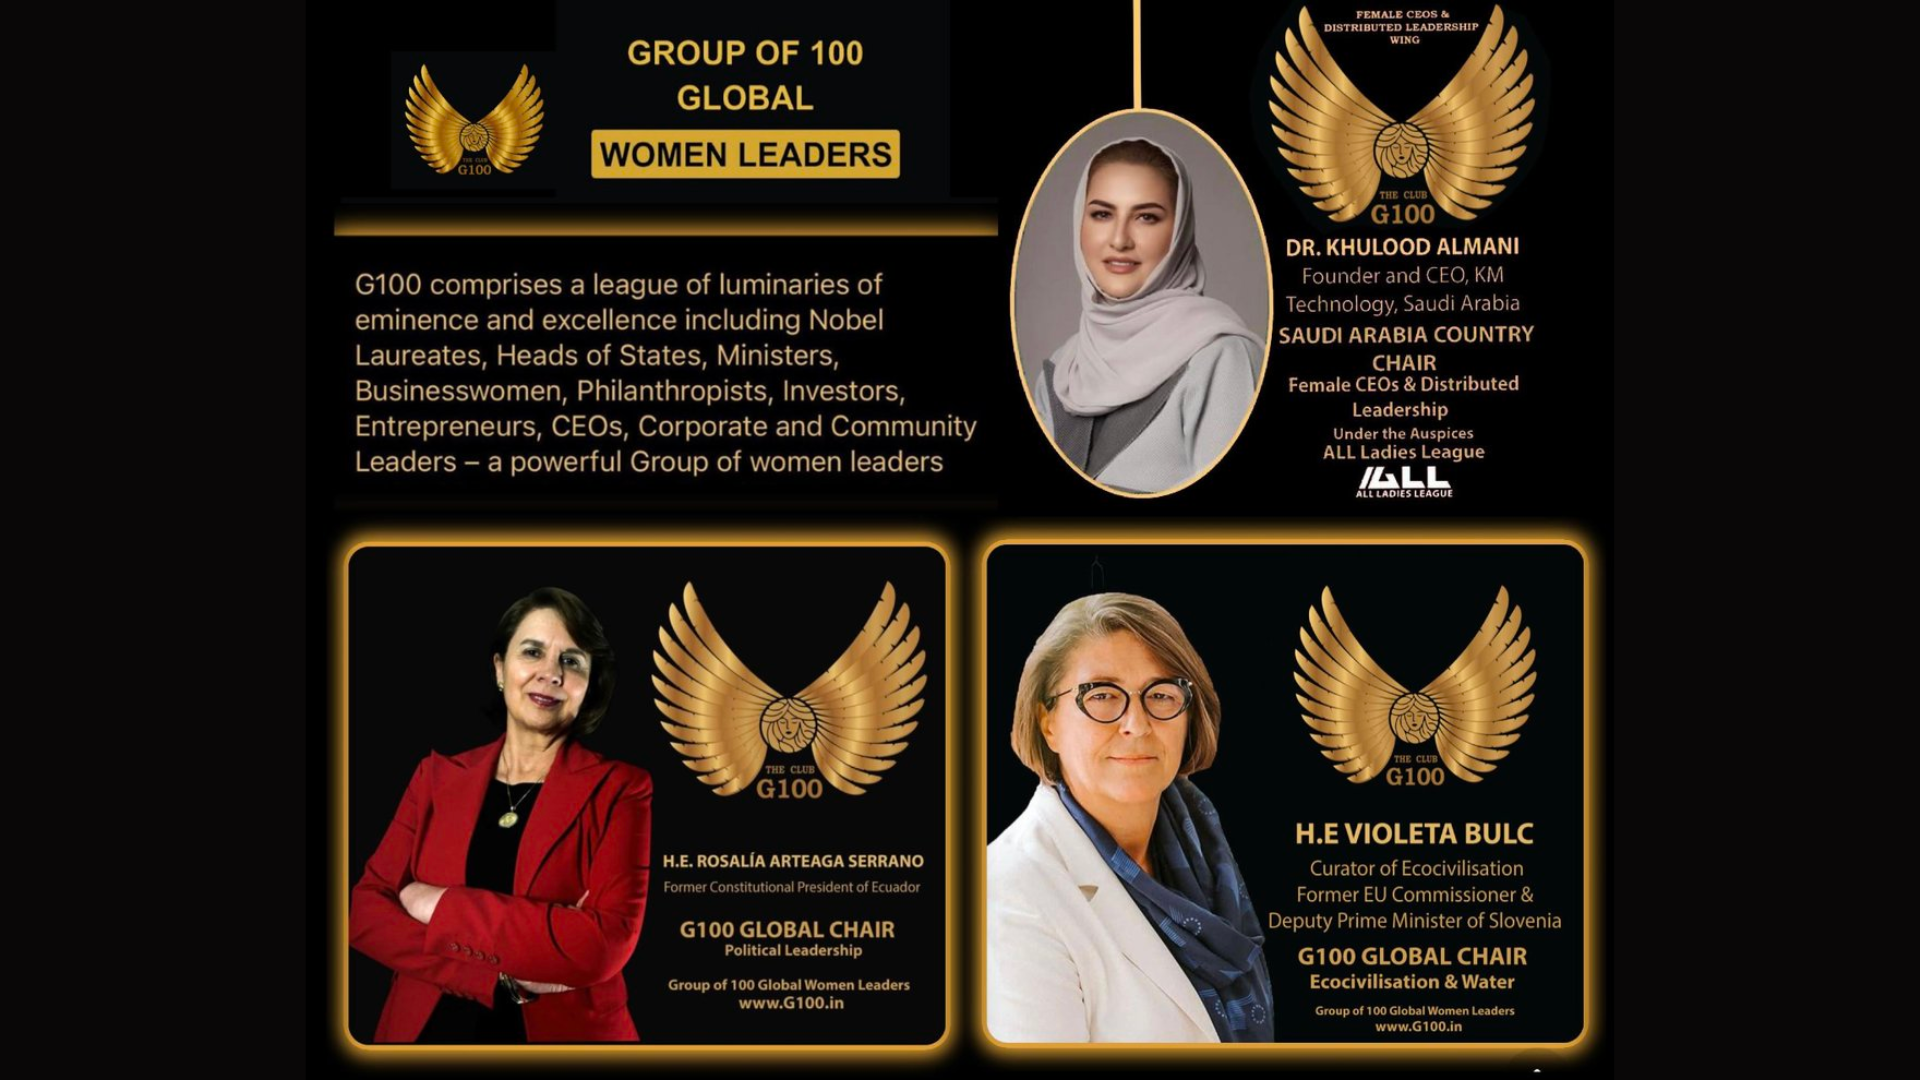 THE CLUB
G100
GROUP OF 100
GLOBAL
WOMEN LEADERS
G100 comprises a league of luminaries of
eminence and excellence including Nobel
Laureates, Heads of States, Ministers,
Businesswomen, Philanthropists, Investors,
Entrepreneurs, CEOs, Corporate and Community
Leaders – a powerful Group of women leaders
FEMALE CEOS &
DISTRIBUTED LEADERSHIP
WING
THE CLUB
G100
DR. KHULOOD ALMANI
Founder and CEO, KM
Technology, Saudi Arabia
SAUDI ARABIA COUNTRY
CHAIR
Female CEOs & Distributed
Leadership
Under the Auspices
ALL Ladies League
ALL
ALL LADIES LEAGUE
THE CLUB
G100
H.E. ROSALÍA ARTEAGA SERRANO
Former Constitutional President of Ecuador
G100 GLOBAL CHAIR
Political Leadership
Group of 100 Global Women Leaders
www.G100.in
THE CLUB
G100
H.E VIOLETA BULC
Curator of Ecocivilisation
Former EU Commissioner &
Deputy Prime Minister of Slovenia
G100 GLOBAL CHAIR
Ecocivilisation & Water
Group of 100 Global Women Leaders
www.G100.in